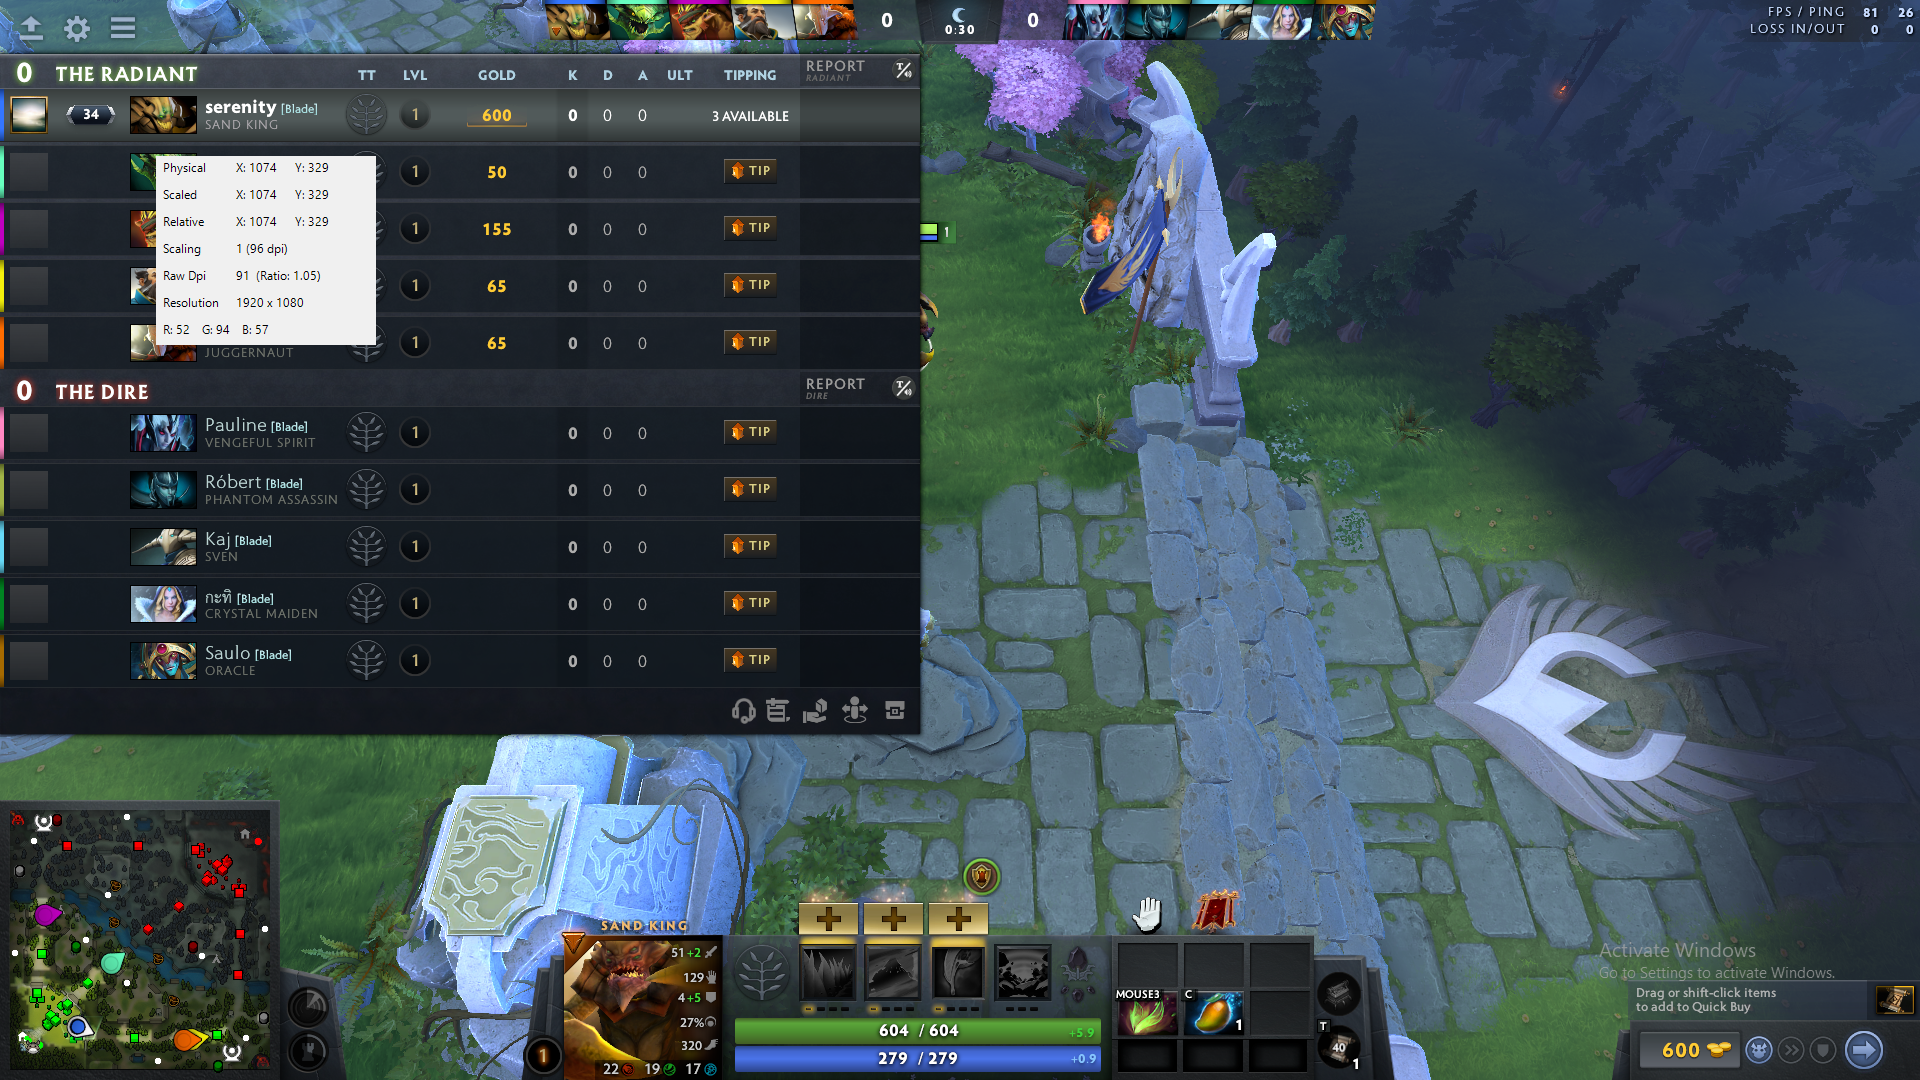 0
0:30
0
FPS / PING 81 26
LOSS IN/OUT 0 0
0 THE RADIANT TT LVL GOLD K D A ULT TIPPING REPORT
RADIANT
34 serenity [Blade] 1 600 0 0 0 3 AVAILABLE
SAND KING
1 50 0 0 0 TIP
1 155 0 0 0 TIP
1 65 0 0 0 TIP
1 65 0 0 0 TIP
JUGGERNAUT
Physical X: 1074 Y: 329
Scaled X: 1074 Y: 329
Relative X: 1074 Y: 329
Scaling 1 (96 dpi)
Raw Dpi 91 (Ratio: 1.05)
Resolution 1920 x 1080
R: 52 G: 94 B: 57
1
0 THE DIRE REPORT
DIRE
Pauline [Blade] 1 0 0 0 TIP
VENGEFUL SPIRIT
Róbert [Blade] 1 0 0 0 TIP
PHANTOM ASSASSIN
Kaj [Blade] 1 0 0 0 TIP
SVEN
กะทิ [Blade] 1 0 0 0 TIP
CRYSTAL MAIDEN
Saulo [Blade] 1 0 0 0 TIP
ORACLE
SAND KING
51 +2
129
4 +5
27%
320
22 19 17
1
604 / 604 +5.9
279 / 279 +0.9
MOUSE3 C
1
T
40
1
Activate Windows
Go to Settings to activate Windows.
Drag or shift-click items
to add to Quick Buy
600